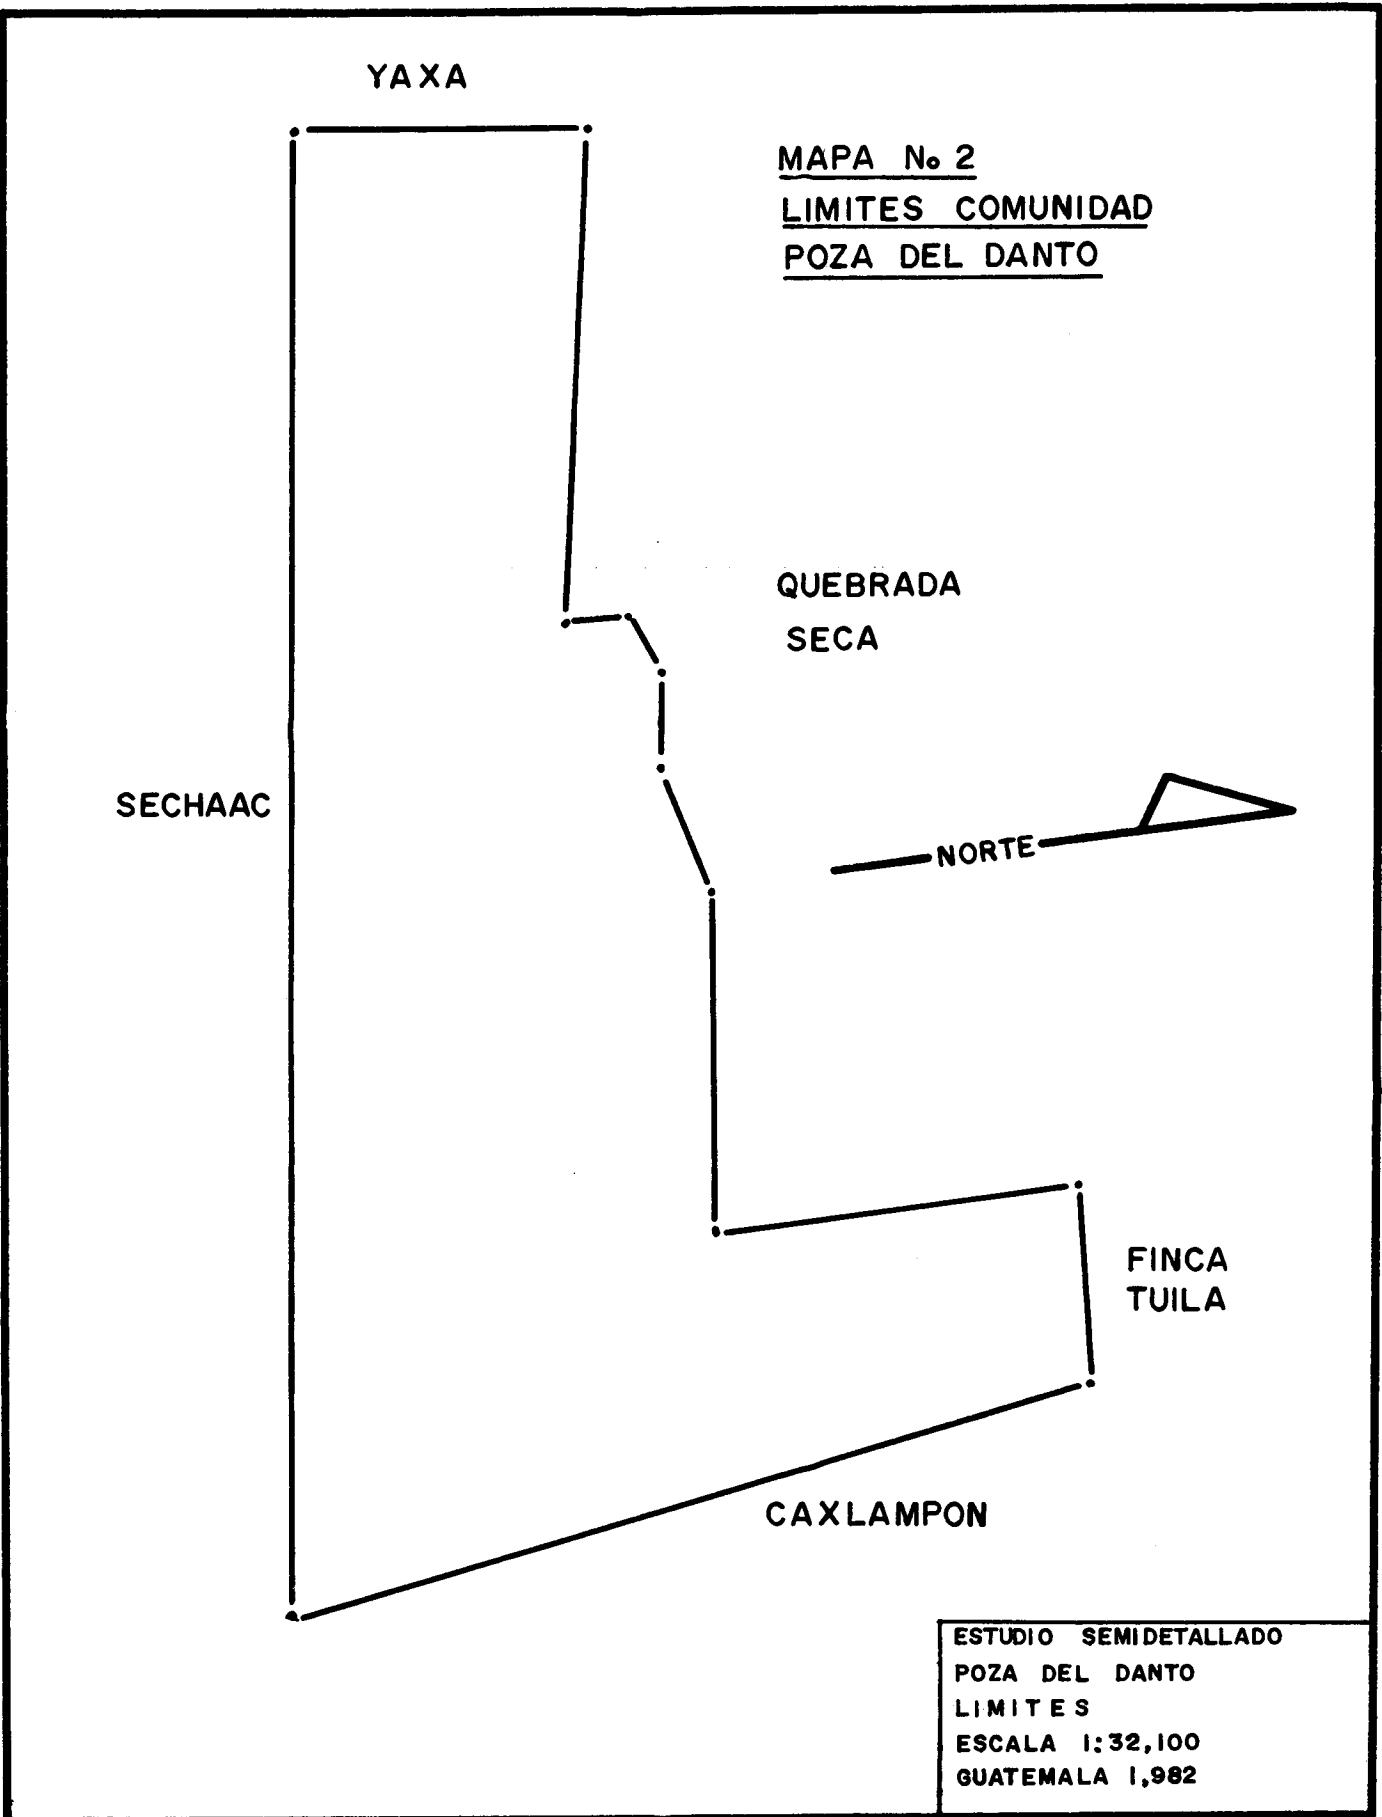 YAXA
MAPA No 2
LIMITES COMUNIDAD
POZA DEL DANTO
QUEBRADA
SECA
SECHAAC
NORTE
FINCA
TUILA
CAXLAMPON
ESTUDIO SEMIDETALLADO
POZA DEL DANTO
LIMITES
ESCALA 1:32,100
GUATEMALA 1,982